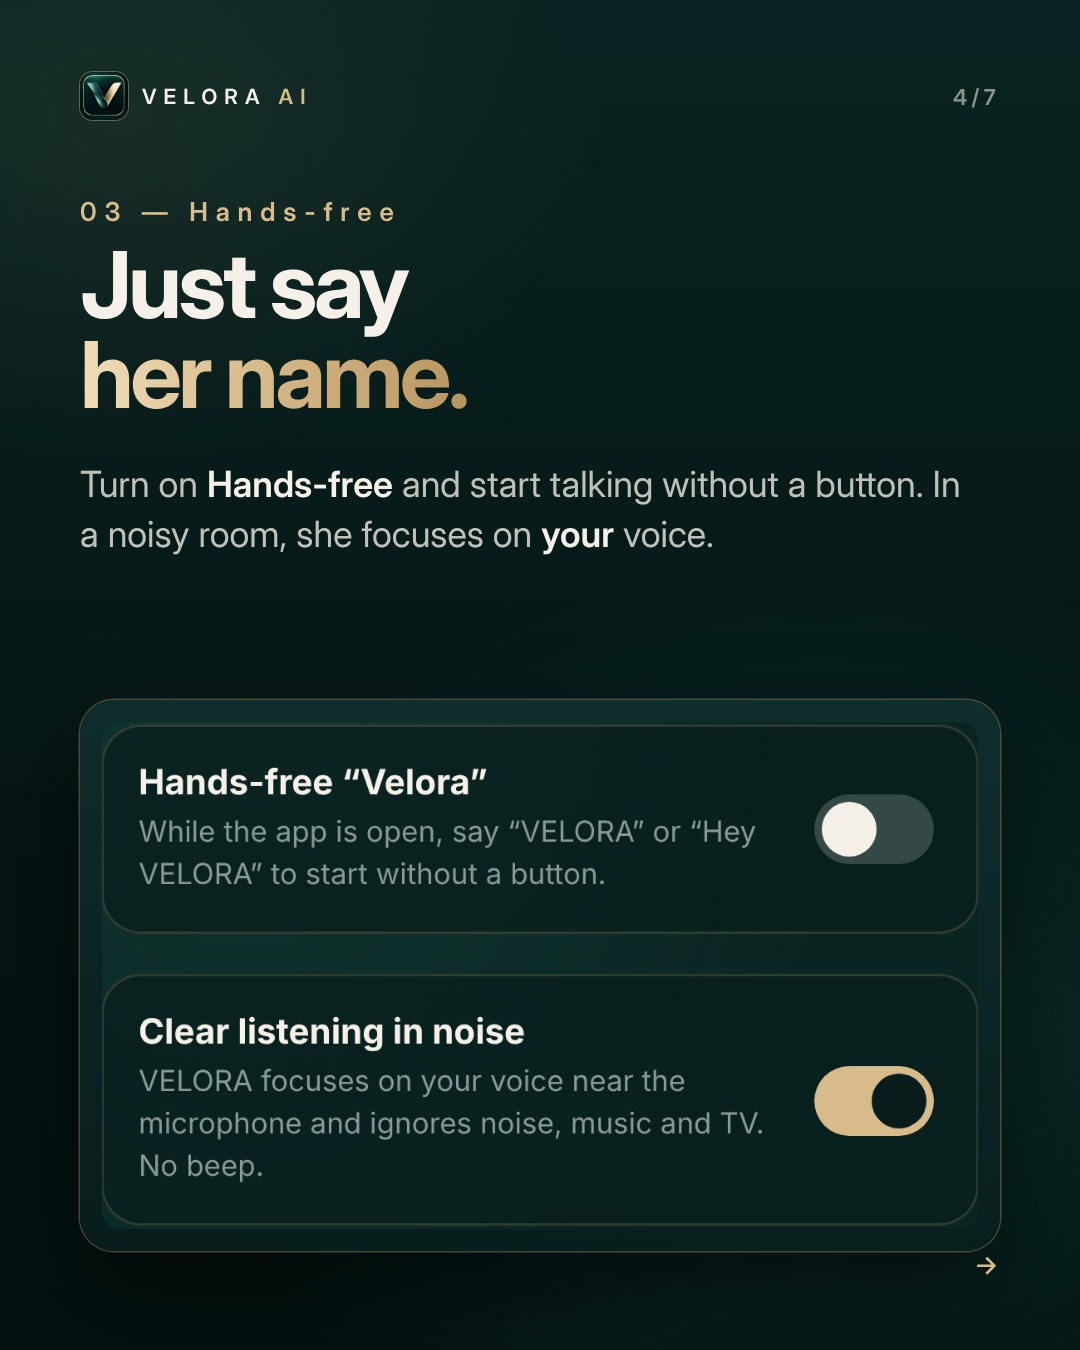 VELORA AI
4/7
03 — Hands-free
Just say
her name.
Turn on Hands-free and start talking without a button. In
a noisy room, she focuses on your voice.
Hands-free “Velora”
While the app is open, say “VELORA” or “Hey
VELORA” to start without a button.
Clear listening in noise
VELORA focuses on your voice near the
microphone and ignores noise, music and TV.
No beep.
→